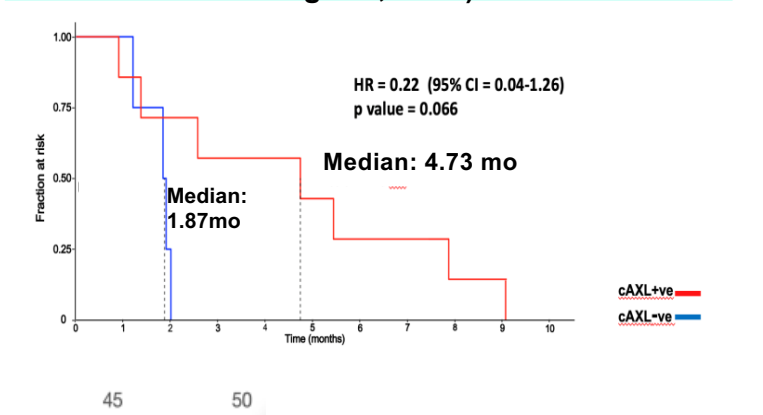 1.00
HR = 0.22 (95% CI = 0.04-1.26)
p value = 0.066
0.75
Median: 4.73 mo
0.50
Median:
1.87mo
Fraction at risk
0.25
cAXL+ve
cAXL-ve
0
0 1 2 3 4 5 6 7 8 9 10
Time (months)
45 50